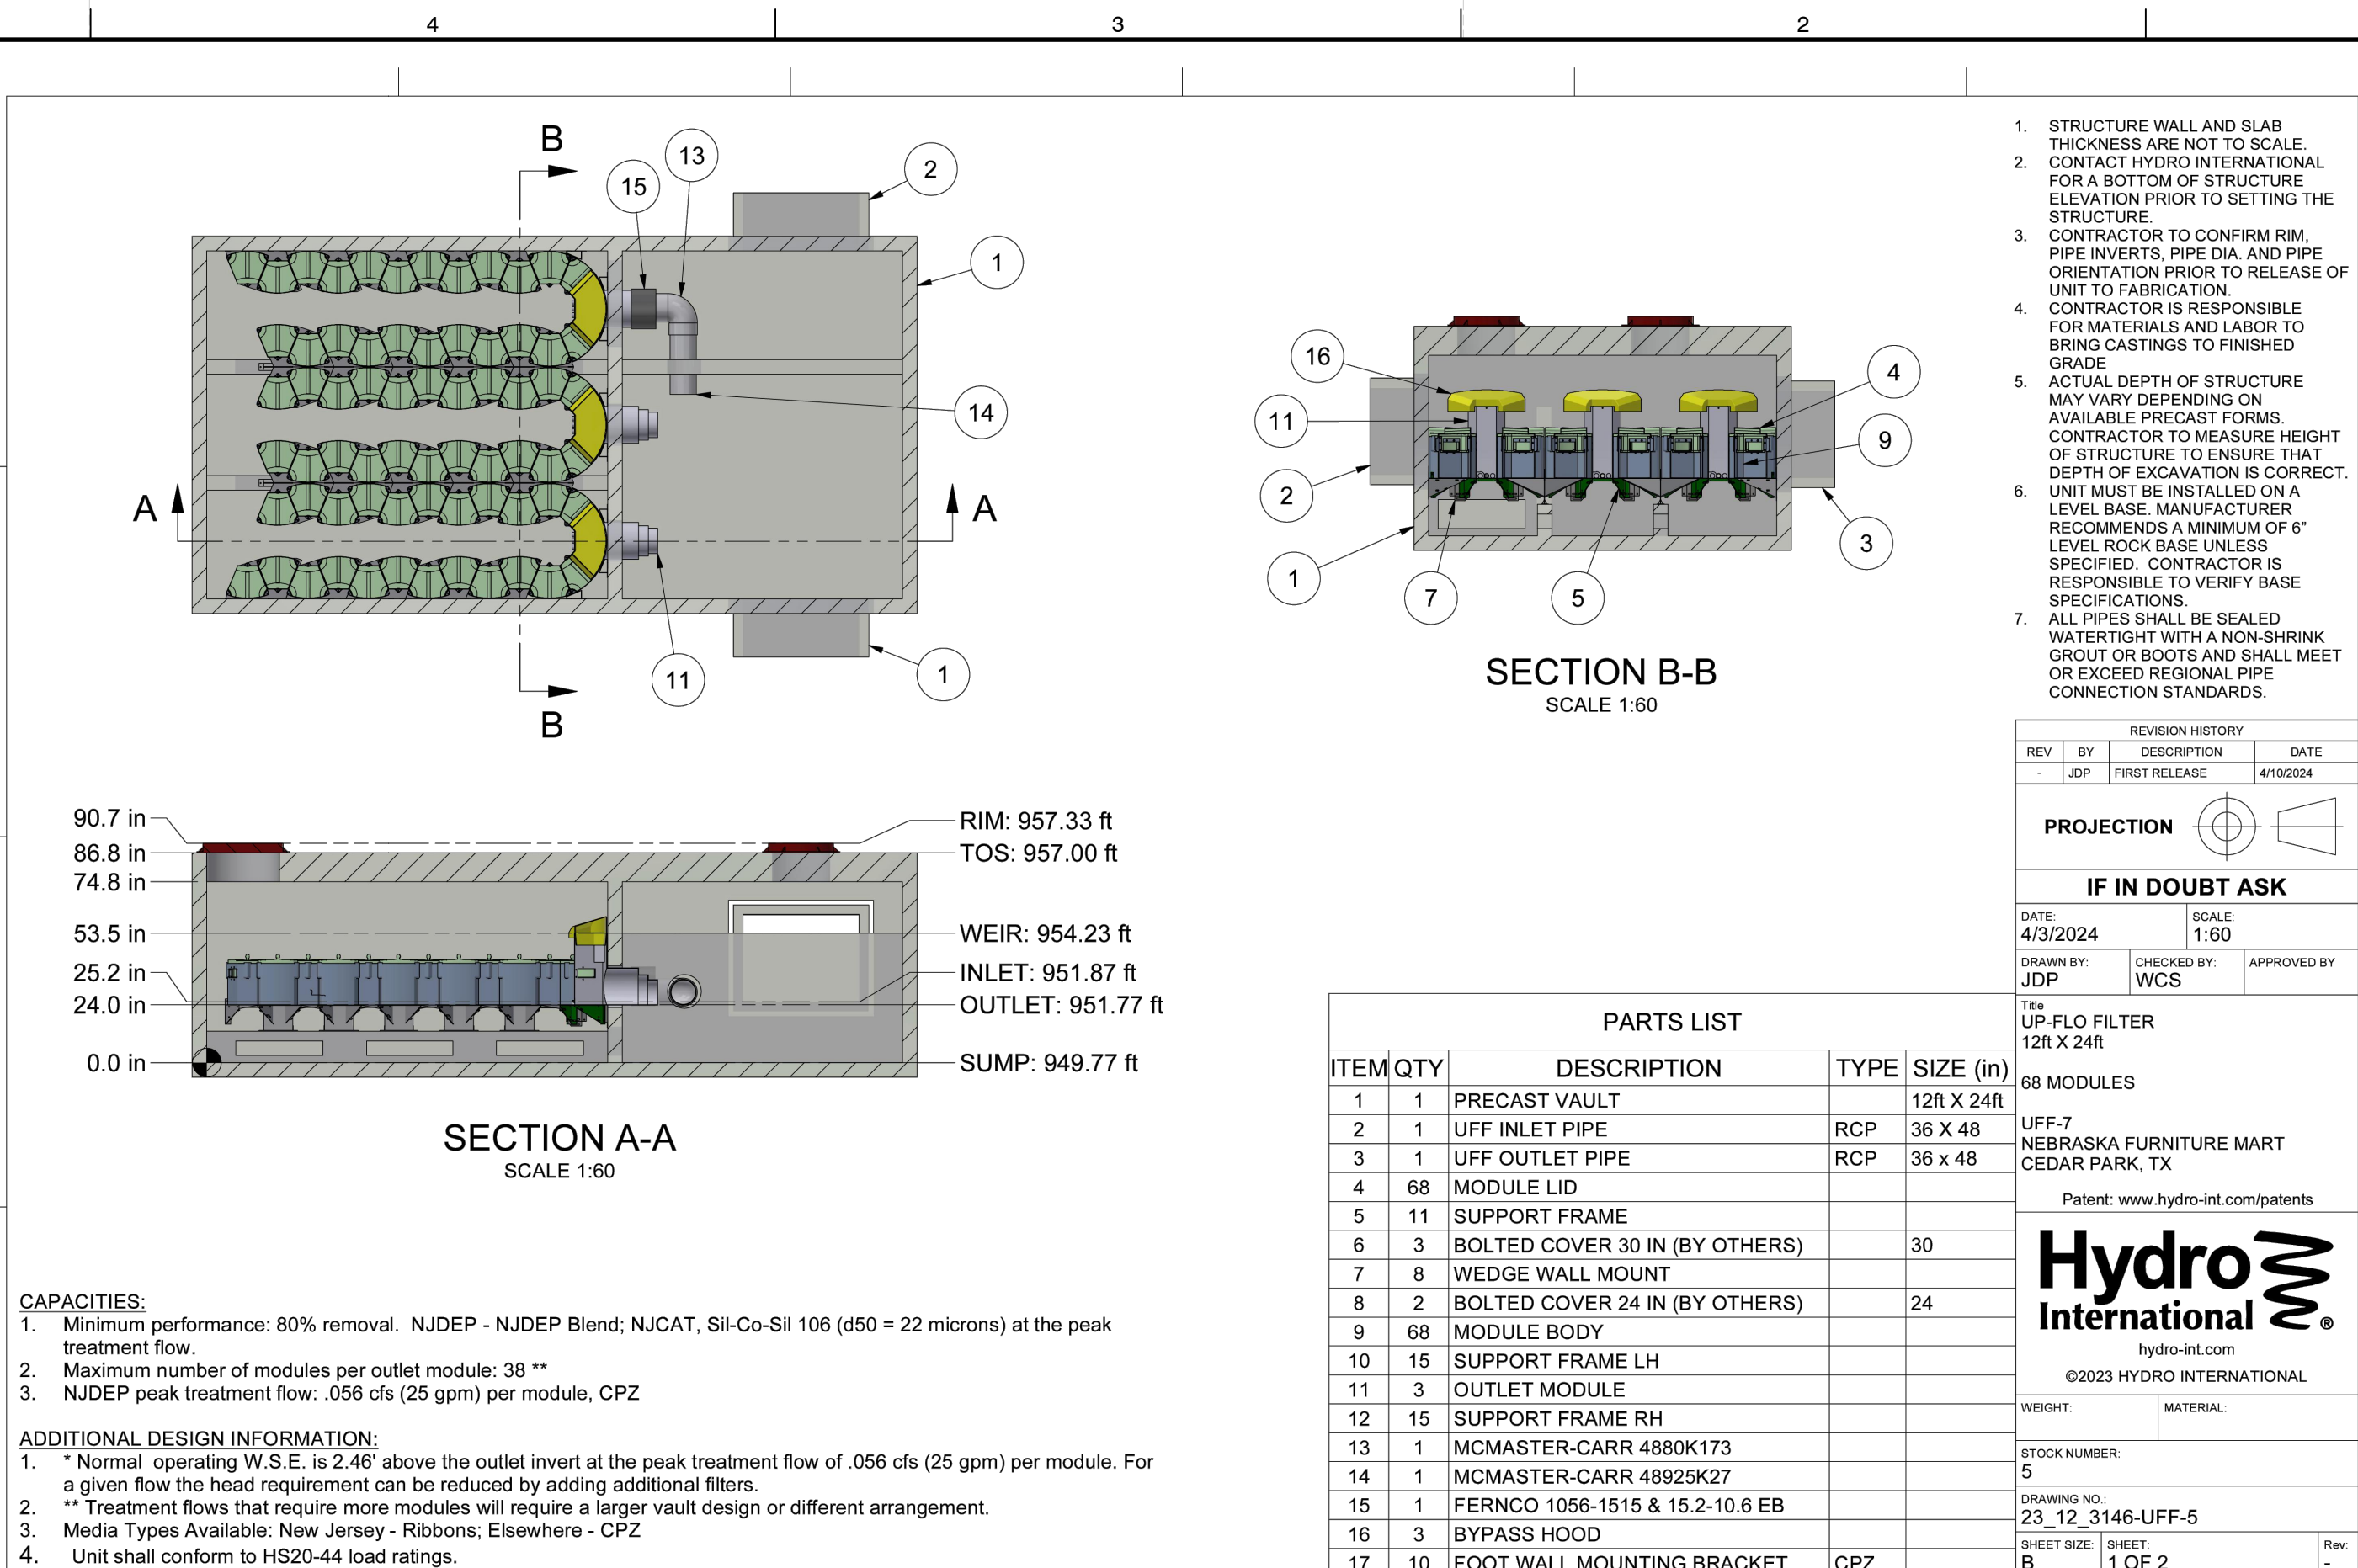 4
3
2
B
13
2
15
1
14
A
A
11
1
B
16
4
11
9
2
3
1
7
5
SECTION B-B
SCALE 1:60
1. STRUCTURE WALL AND SLAB
THICKNESS ARE NOT TO SCALE.
2. CONTACT HYDRO INTERNATIONAL
FOR A BOTTOM OF STRUCTURE
ELEVATION PRIOR TO SETTING THE
STRUCTURE.
3. CONTRACTOR TO CONFIRM RIM,
PIPE INVERTS, PIPE DIA. AND PIPE
ORIENTATION PRIOR TO RELEASE OF
UNIT TO FABRICATION.
4. CONTRACTOR IS RESPONSIBLE
FOR MATERIALS AND LABOR TO
BRING CASTINGS TO FINISHED
GRADE
5. ACTUAL DEPTH OF STRUCTURE
MAY VARY DEPENDING ON
AVAILABLE PRECAST FORMS.
CONTRACTOR TO MEASURE HEIGHT
OF STRUCTURE TO ENSURE THAT
DEPTH OF EXCAVATION IS CORRECT.
6. UNIT MUST BE INSTALLED ON A
LEVEL BASE. MANUFACTURER
RECOMMENDS A MINIMUM OF 6”
LEVEL ROCK BASE UNLESS
SPECIFIED. CONTRACTOR IS
RESPONSIBLE TO VERIFY BASE
SPECIFICATIONS.
7. ALL PIPES SHALL BE SEALED
WATERTIGHT WITH A NON-SHRINK
GROUT OR BOOTS AND SHALL MEET
OR EXCEED REGIONAL PIPE
CONNECTION STANDARDS.
REVISION HISTORY
REV BY DESCRIPTION DATE
- JDP FIRST RELEASE 4/10/2024
PROJECTION
IF IN DOUBT ASK
DATE: SCALE:
4/3/2024 1:60
DRAWN BY: CHECKED BY: APPROVED BY
JDP WCS
Title
UP-FLO FILTER
12ft X 24ft
68 MODULES
UFF-7
NEBRASKA FURNITURE MART
CEDAR PARK, TX
Patent: www.hydro-int.com/patents
Hydro
International ®
hydro-int.com
©2023 HYDRO INTERNATIONAL
WEIGHT: MATERIAL:
STOCK NUMBER:
5
DRAWING NO.:
23_12_3146-UFF-5
SHEET SIZE: SHEET: Rev:
B 1 OF 2 -
90.7 in
86.8 in
74.8 in
53.5 in
25.2 in
24.0 in
0.0 in
RIM: 957.33 ft
TOS: 957.00 ft
WEIR: 954.23 ft
INLET: 951.87 ft
OUTLET: 951.77 ft
SUMP: 949.77 ft
SECTION A-A
SCALE 1:60
PARTS LIST
ITEM QTY DESCRIPTION TYPE SIZE (in)
1 1 PRECAST VAULT 12ft X 24ft
2 1 UFF INLET PIPE RCP 36 X 48
3 1 UFF OUTLET PIPE RCP 36 x 48
4 68 MODULE LID
5 11 SUPPORT FRAME
6 3 BOLTED COVER 30 IN (BY OTHERS) 30
7 8 WEDGE WALL MOUNT
8 2 BOLTED COVER 24 IN (BY OTHERS) 24
9 68 MODULE BODY
10 15 SUPPORT FRAME LH
11 3 OUTLET MODULE
12 15 SUPPORT FRAME RH
13 1 MCMASTER-CARR 4880K173
14 1 MCMASTER-CARR 48925K27
15 1 FERNCO 1056-1515 & 15.2-10.6 EB
16 3 BYPASS HOOD
17 10 FOOT WALL MOUNTING BRACKET CPZ
CAPACITIES:
1. Minimum performance: 80% removal. NJDEP - NJDEP Blend; NJCAT, Sil-Co-Sil 106 (d50 = 22 microns) at the peak
treatment flow.
2. Maximum number of modules per outlet module: 38 **
3. NJDEP peak treatment flow: .056 cfs (25 gpm) per module, CPZ
ADDITIONAL DESIGN INFORMATION:
1. * Normal operating W.S.E. is 2.46' above the outlet invert at the peak treatment flow of .056 cfs (25 gpm) per module. For
a given flow the head requirement can be reduced by adding additional filters.
2. ** Treatment flows that require more modules will require a larger vault design or different arrangement.
3. Media Types Available: New Jersey - Ribbons; Elsewhere - CPZ
4. Unit shall conform to HS20-44 load ratings.